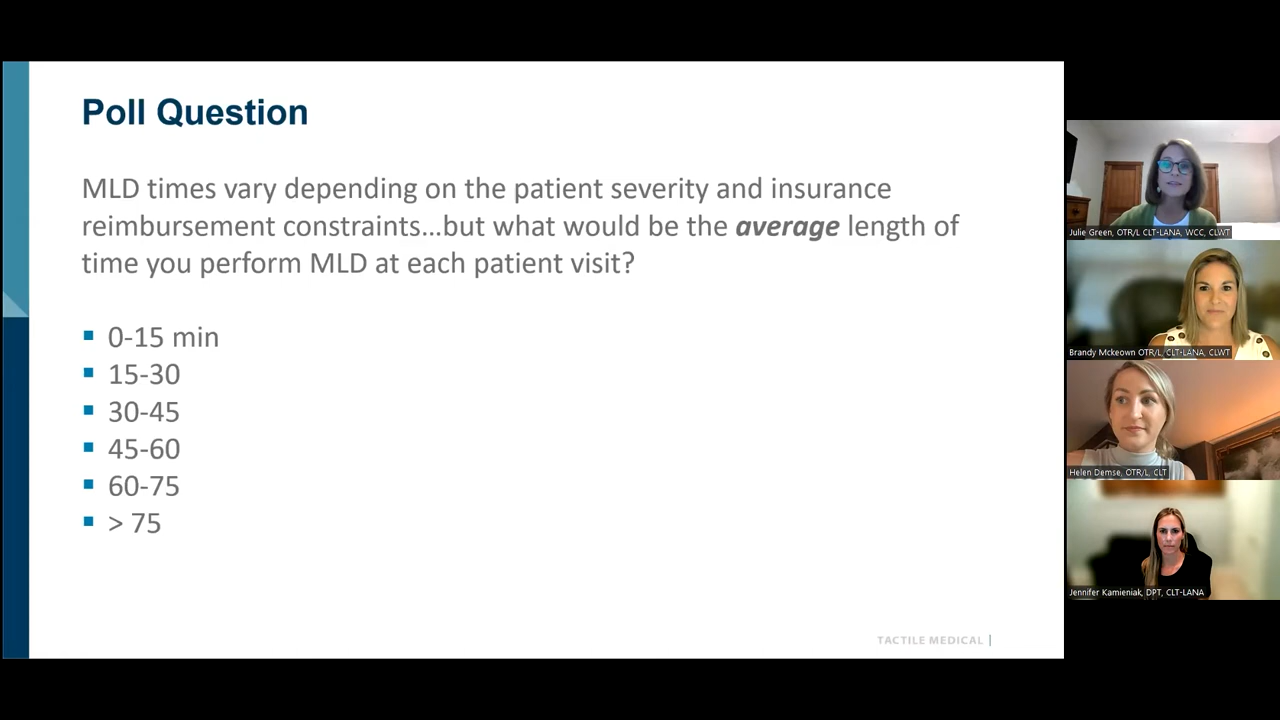 Poll Question
MLD times vary depending on the patient severity and insurance
reimbursement constraints...but what would be the average length of
time you perform MLD at each patient visit?
0-15 min
15-30
30-45
45-60
60-75
> 75
TACTILE MEDICAL |
Julie Green, OTR/L CLT-LANA, WCC, CLWT
Brandy Mckeown OTR/L, CLT-LANA, CLWT
Helen Demse, OTR/L, CLT
Jennifer Kamieniak, DPT, CLT-LANA